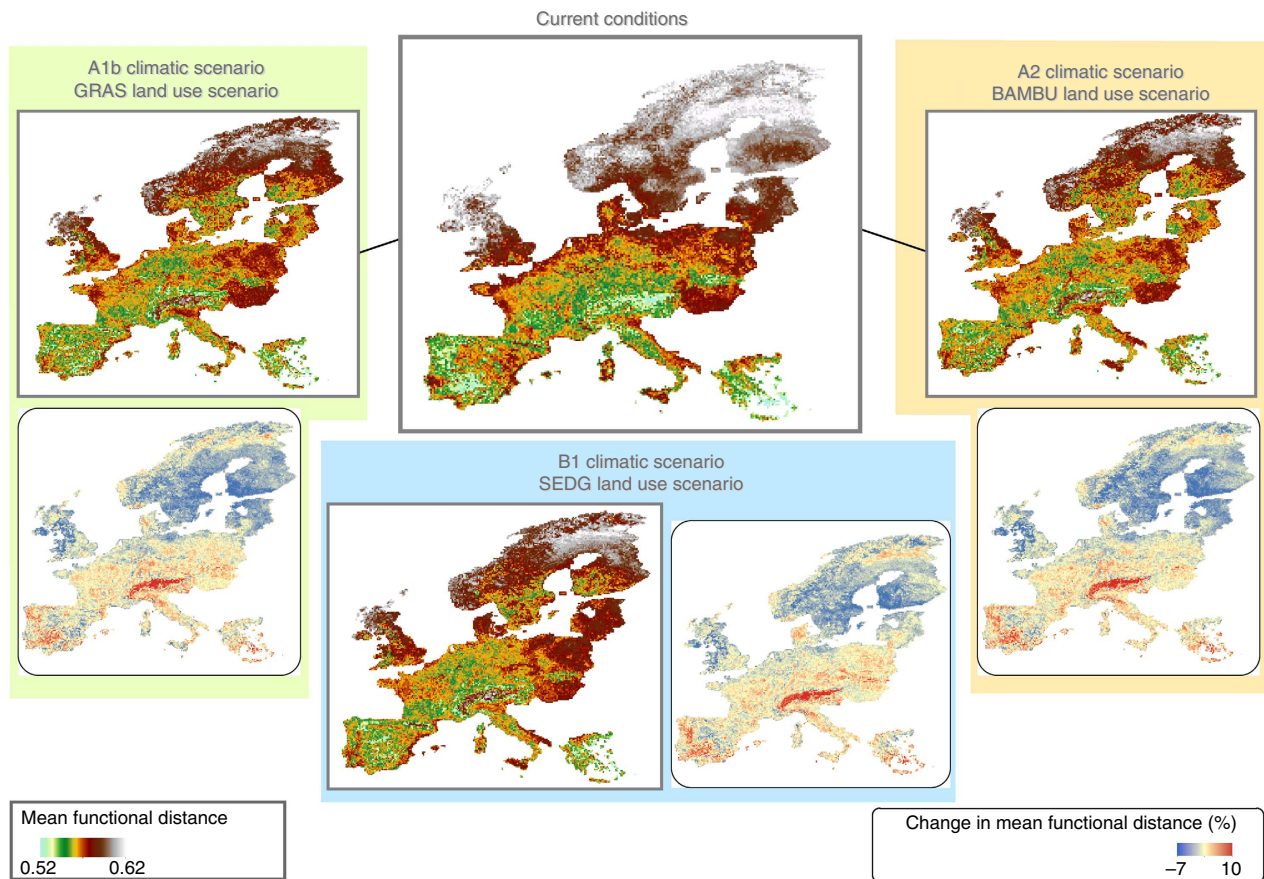 Current conditions
A1b climatic scenario
GRAS land use scenario
A2 climatic scenario
BAMBU land use scenario
B1 climatic scenario
SEDG land use scenario
Mean functional distance
0.52 0.62
Change in mean functional distance (%)
–7 10